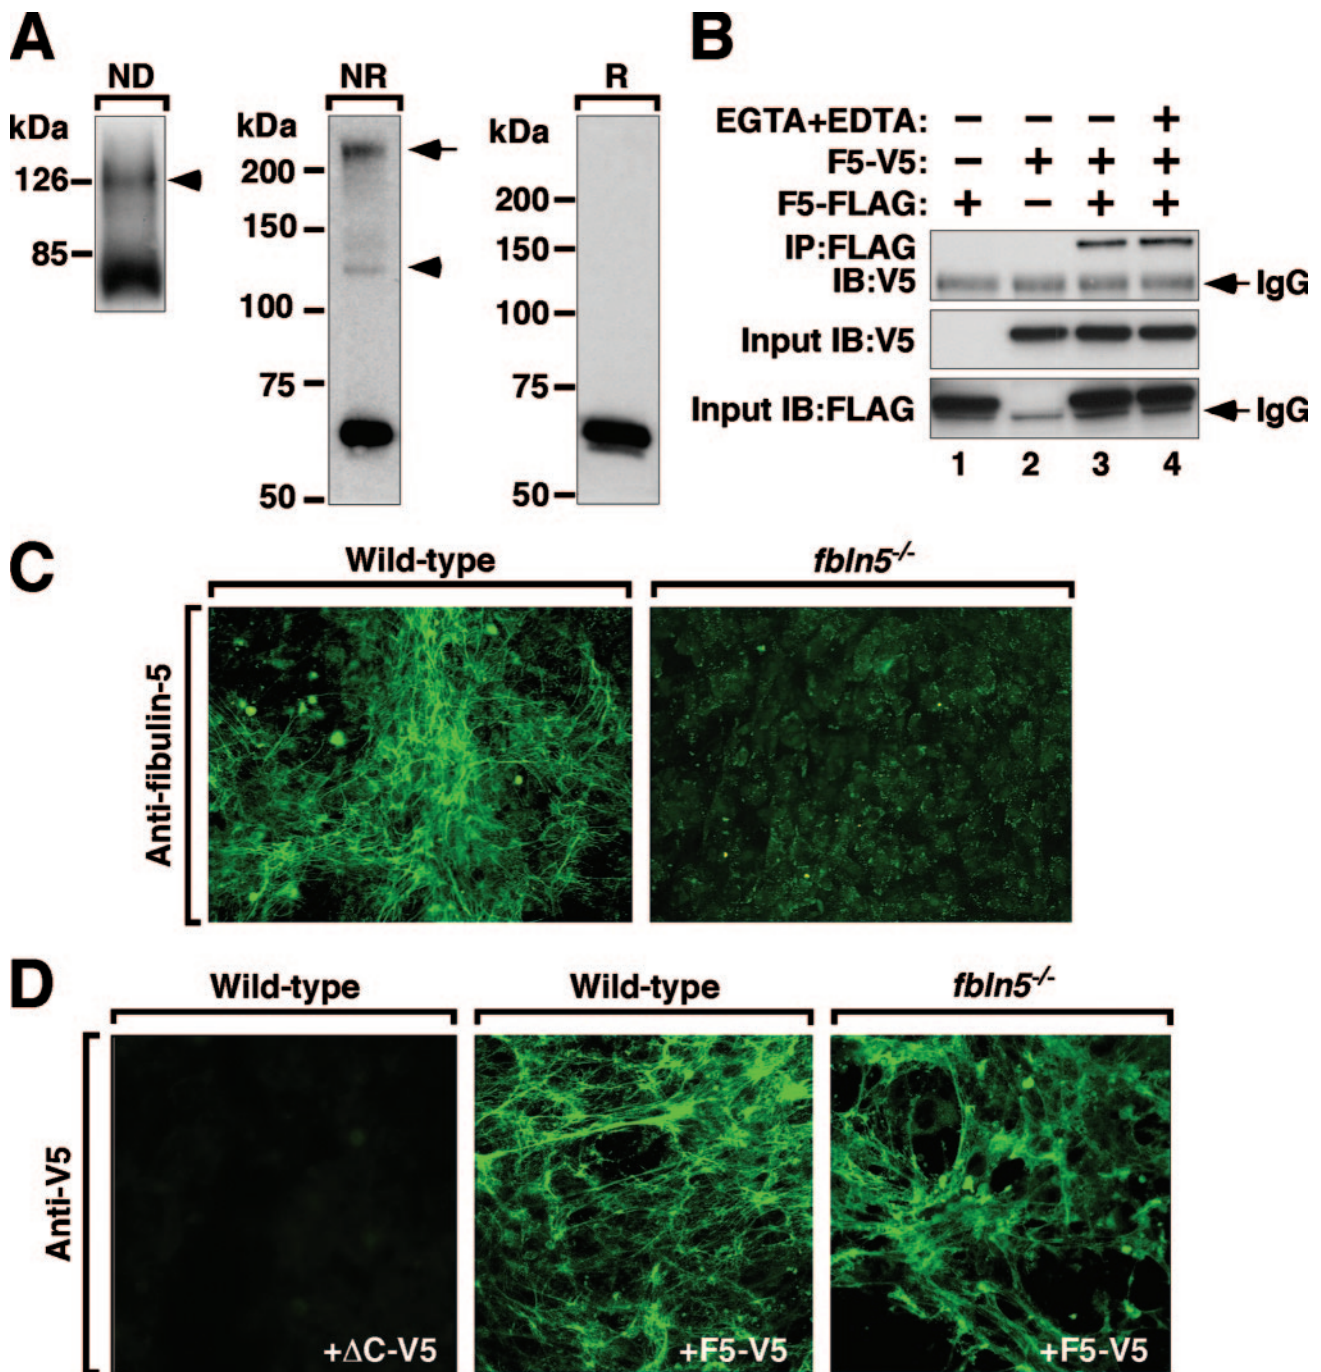 A
ND
kDa
126
85
NR
kDa
200
150
100
75
50
R
kDa
200
150
100
75
50
B
EGTA+EDTA: − − − +
F5-V5: − + + +
F5-FLAG: + − + +
IP:FLAG
IB:V5
IgG
Input IB:V5
Input IB:FLAG
IgG
1 2 3 4
C
Wild-type
fbln5-/-
Anti-fibulin-5
D
Wild-type
Wild-type
fbln5-/-
Anti-V5
+ΔC-V5
+F5-V5
+F5-V5